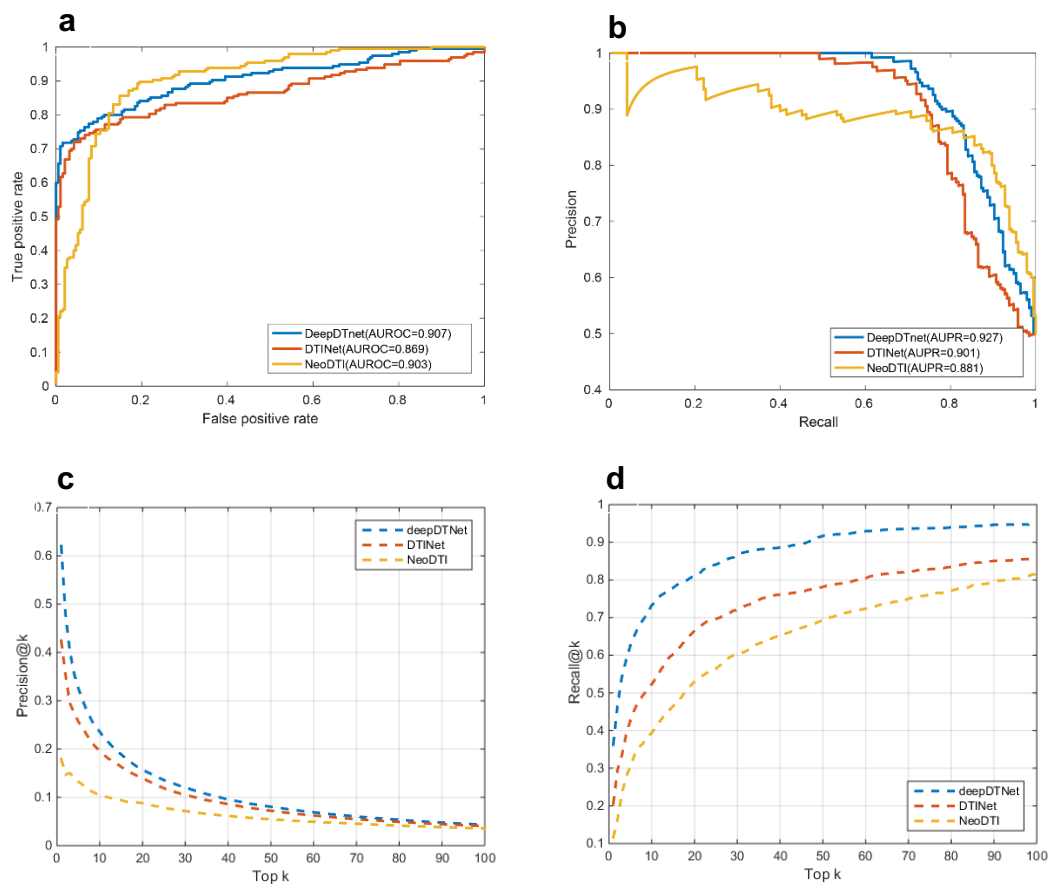 a
1
0.9
0.8
0.7
0.6
0.5
0.4
0.3
0.2
0.1
0
True positive rate
0
0.2
0.4
0.6
0.8
1
False positive rate
DeepDTnet(AUROC=0.907)
DTINet(AUROC=0.869)
NeoDTI(AUROC=0.903)
b
1
0.9
0.8
0.7
0.6
0.5
0.4
Precision
0
0.2
0.4
0.6
0.8
1
Recall
DeepDTnet(AUPR=0.927)
DTINet(AUPR=0.901)
NeoDTI(AUPR=0.881)
c
0.7
0.6
0.5
0.4
0.3
0.2
0.1
0
Precision@k
0
10
20
30
40
50
60
70
80
90
100
Top k
deepDTNet
DTINet
NeoDTI
d
1
0.9
0.8
0.7
0.6
0.5
0.4
0.3
0.2
0.1
Recall@k
0
10
20
30
40
50
60
70
80
90
100
Top k
deepDTNet
DTINet
NeoDTI